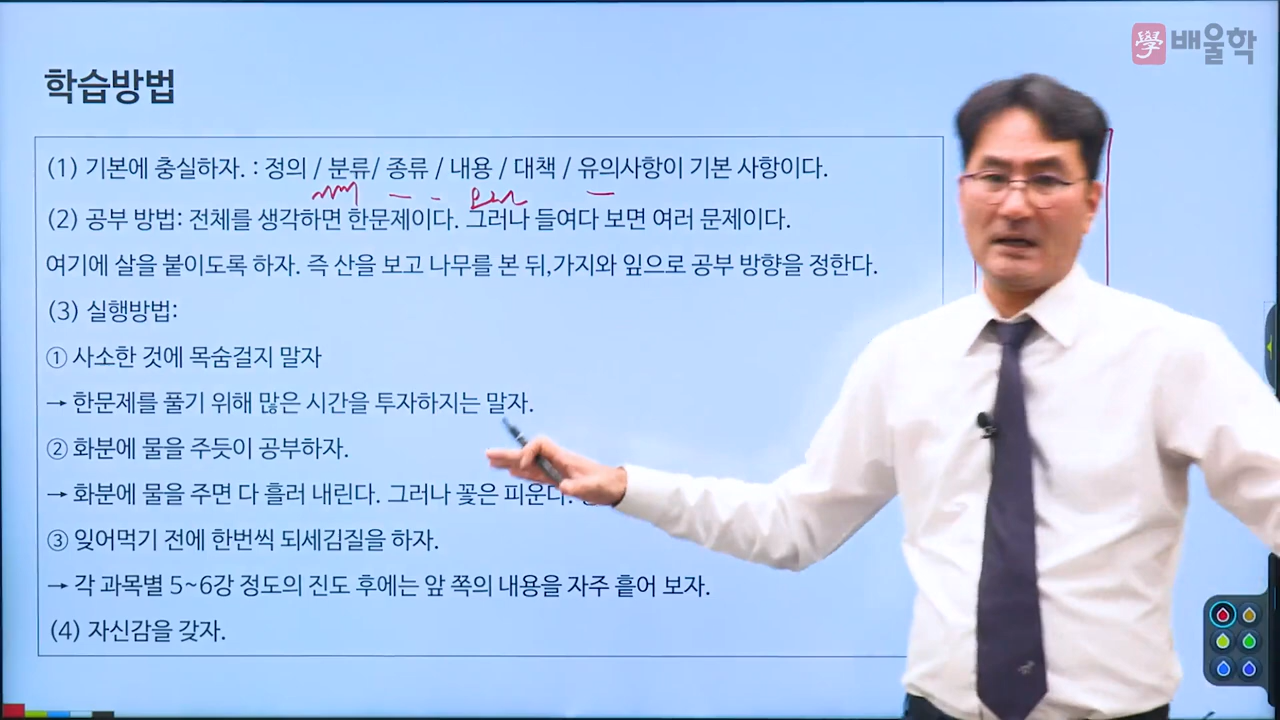 學 배울학
학습방법
(1) 기본에 충실하자. : 정의 / 분류/ 종류 / 내용 / 대책 / 유의사항이 기본 사항이다.
(2) 공부 방법: 전체를 생각하면 한문제이다. 그러나 들여다 보면 여러 문제이다.
여기에 살을 붙이도록 하자. 즉 산을 보고 나무를 본 뒤,가지와 잎으로 공부 방향을 정한다.
(3) 실행방법:
① 사소한 것에 목숨걸지 말자
→ 한문제를 풀기 위해 많은 시간을 투자하지는 말자.
② 화분에 물을 주듯이 공부하자.
→ 화분에 물을 주면 다 흘러 내린다. 그러나 꽃은 피운다.
③ 잊어먹기 전에 한번씩 되세김질을 하자.
→ 각 과목별 5~6강 정도의 진도 후에는 앞 쪽의 내용을 자주 흩어 보자.
(4) 자신감을 갖자.